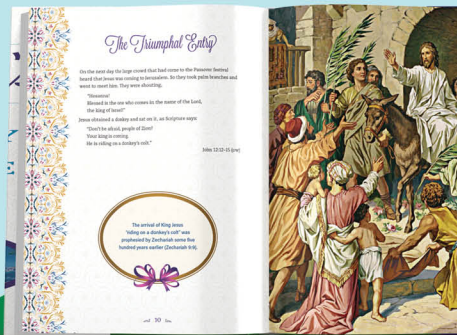 The Triumphal Entry
On the next day the large crowd that had come to the Passover festival
heard that Jesus was coming to Jerusalem. So they took palm branches and
went to meet him. They were shouting,
"Hosanna!
Blessed is the one who comes in the name of the Lord,
the king of Israel!"
Jesus obtained a donkey and sat on it, as Scripture says:
"Don't be afraid, people of Zion!
Your king is coming.
He is riding on a donkey's colt."
John 12:12–15 (GW)
The arrival of King Jesus
"riding on a donkey's colt" was
prophesied by Zechariah some five
hundred years earlier (Zechariah 9:9).
30